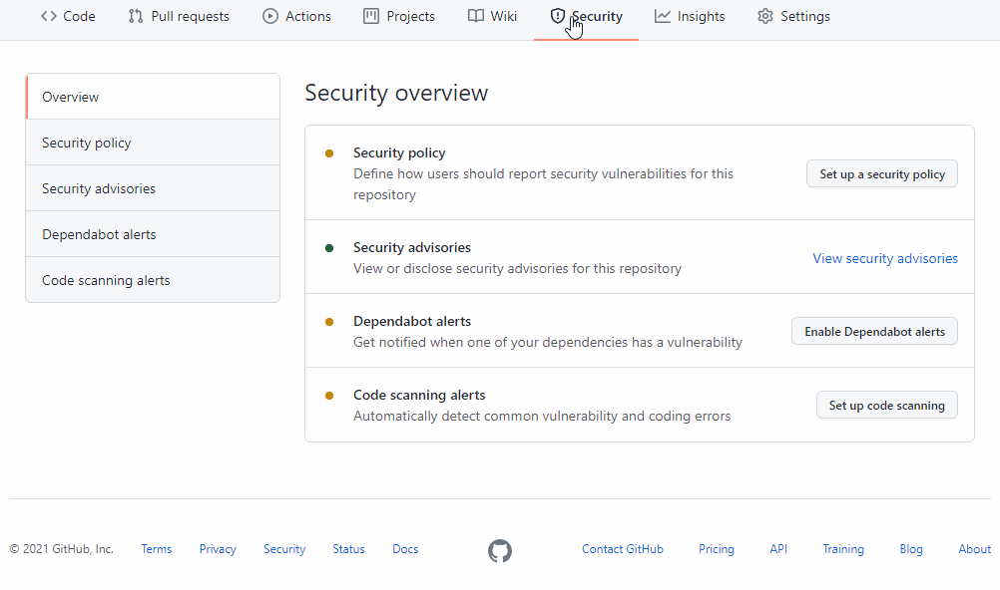 Code Pull requests Actions Projects Wiki Security Insights Settings
Overview
Security policy
Security advisories
Dependabot alerts
Code scanning alerts
Security overview
Security policy
Define how users should report security vulnerabilities for this
repository
Set up a security policy
Security advisories
View or disclose security advisories for this repository
View security advisories
Dependabot alerts
Get notified when one of your dependencies has a vulnerability
Enable Dependabot alerts
Code scanning alerts
Automatically detect common vulnerability and coding errors
Set up code scanning
© 2021 GitHub, Inc. Terms Privacy Security Status Docs Contact GitHub Pricing API Training Blog About